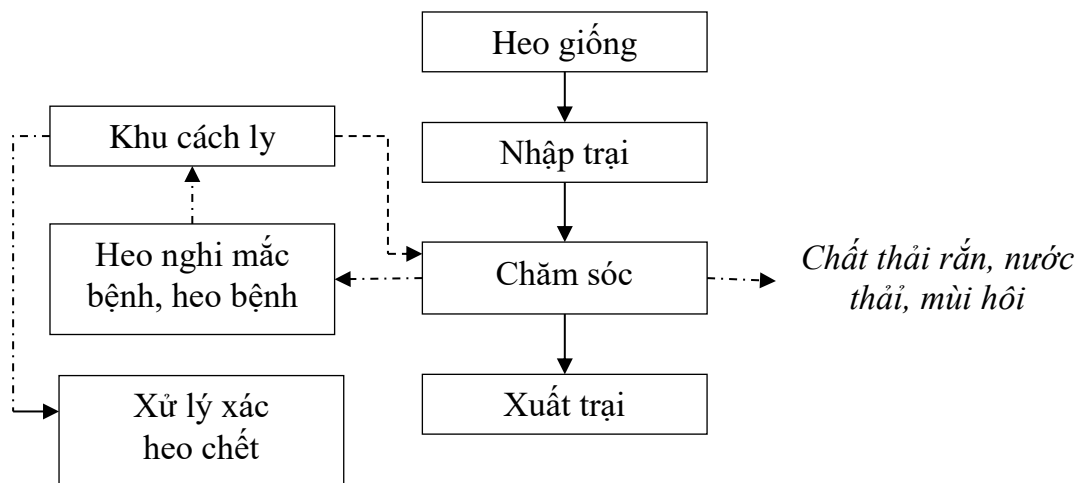 Heo giống
Khu cách ly
Nhập trại
Heo nghi mắc
bệnh, heo bệnh
Chăm sóc
Chất thải rắn, nước
thải, mùi hôi
Xử lý xác
heo chết
Xuất trại